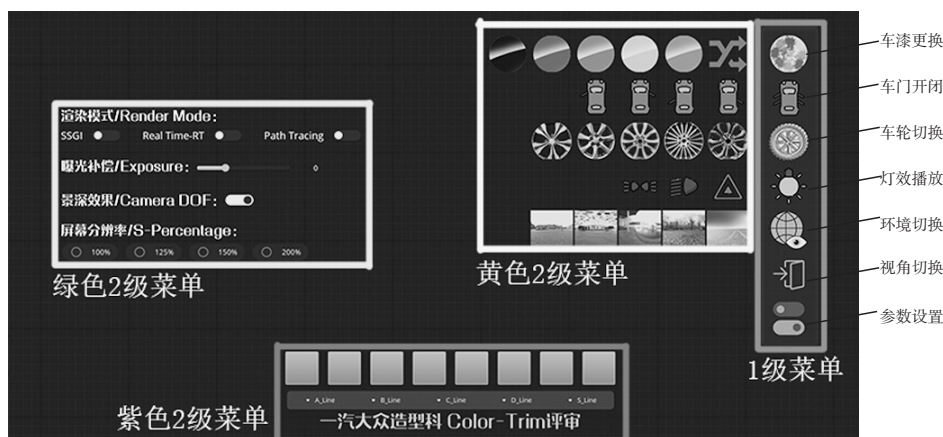 渲染模式/Render Mode:
SSGI Real Time-RT Path Tracing
曝光补偿/Exposure: 0
景深效果/Camera DOF:
屏幕分辨率/S-Percentage:
100% 125% 150% 200%
绿色2级菜单
黄色2级菜单
车漆更换
车门开闭
车轮切换
灯效播放
环境切换
视角切换
参数设置
1级菜单
A_Line B_Line C_Line D_Line S_Line
一汽大众造型科 Color-Trim评审
紫色2级菜单